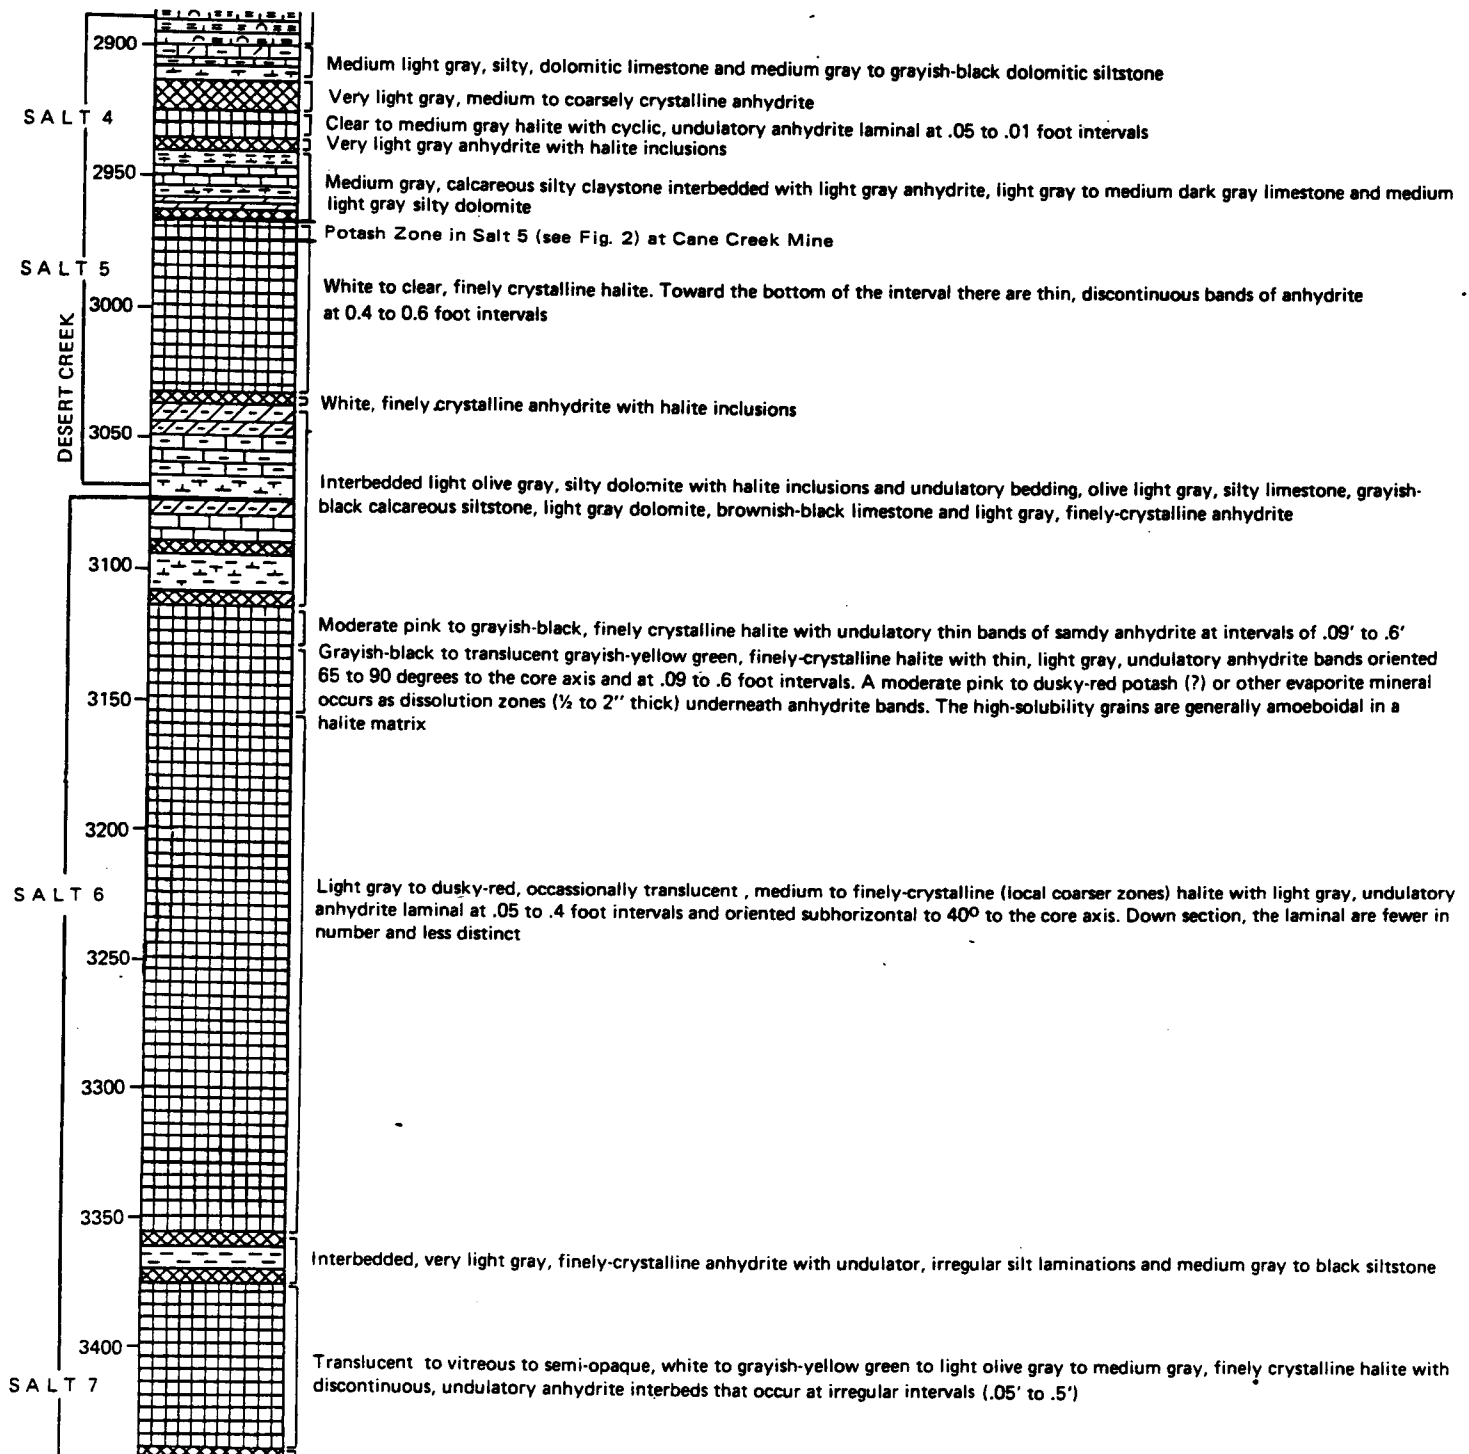 2900
Medium light gray, silty, dolomitic limestone and medium gray to grayish-black dolomitic siltstone
Very light gray, medium to coarsely crystalline anhydrite
SALT 4
Clear to medium gray halite with cyclic, undulatory anhydrite laminal at .05 to .01 foot intervals
Very light gray anhydrite with halite inclusions
2950
Medium gray, calcareous silty claystone interbedded with light gray anhydrite, light gray to medium dark gray limestone and medium
light gray silty dolomite
Potash Zone in Salt 5 (see Fig. 2) at Cane Creek Mine
SALT 5
White to clear, finely crystalline halite. Toward the bottom of the interval there are thin, discontinuous bands of anhydrite
at 0.4 to 0.6 foot intervals
3000
DESERT CREEK
White, finely crystalline anhydrite with halite inclusions
3050
Interbedded light olive gray, silty dolomite with halite inclusions and undulatory bedding, olive light gray, silty limestone, grayish-
black calcareous siltstone, light gray dolomite, brownish-black limestone and light gray, finely-crystalline anhydrite
3100
Moderate pink to grayish-black, finely crystalline halite with undulatory thin bands of samdy anhydrite at intervals of .09' to .6'
Grayish-black to translucent grayish-yellow green, finely-crystalline halite with thin, light gray, undulatory anhydrite bands oriented
65 to 90 degrees to the core axis and at .09 to .6 foot intervals. A moderate pink to dusky-red potash (?) or other evaporite mineral
occurs as dissolution zones (½ to 2'' thick) underneath anhydrite bands. The high-solubility grains are generally amoeboidal in a
halite matrix
3150
3200
SALT 6
Light gray to dusky-red, occassionally translucent , medium to finely-crystalline (local coarser zones) halite with light gray, undulatory
anhydrite laminal at .05 to .4 foot intervals and oriented subhorizontal to 40º to the core axis. Down section, the laminal are fewer in
number and less distinct
3250
3300
3350
Interbedded, very light gray, finely-crystalline anhydrite with undulator, irregular silt laminations and medium gray to black siltstone
3400
SALT 7
Translucent to vitreous to semi-opaque, white to grayish-yellow green to light olive gray to medium gray, finely crystalline halite with
discontinuous, undulatory anhydrite interbeds that occur at irregular intervals (.05' to .5')